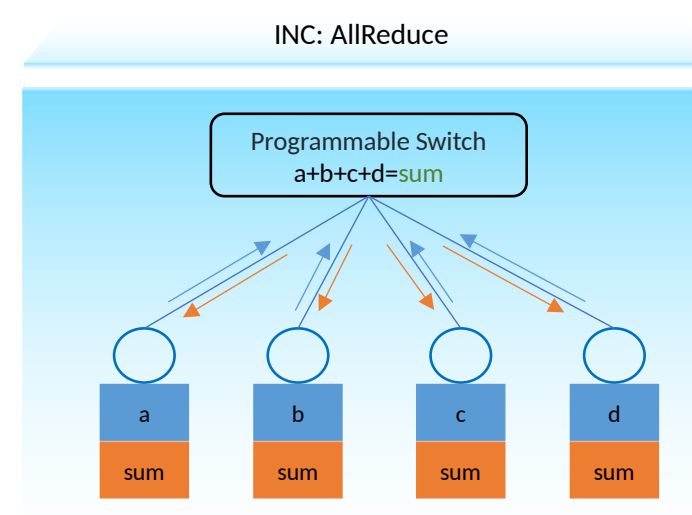 INC: AllReduce
Programmable Switch
a+b+c+d=sum
a
b
c
d
sum
sum
sum
sum